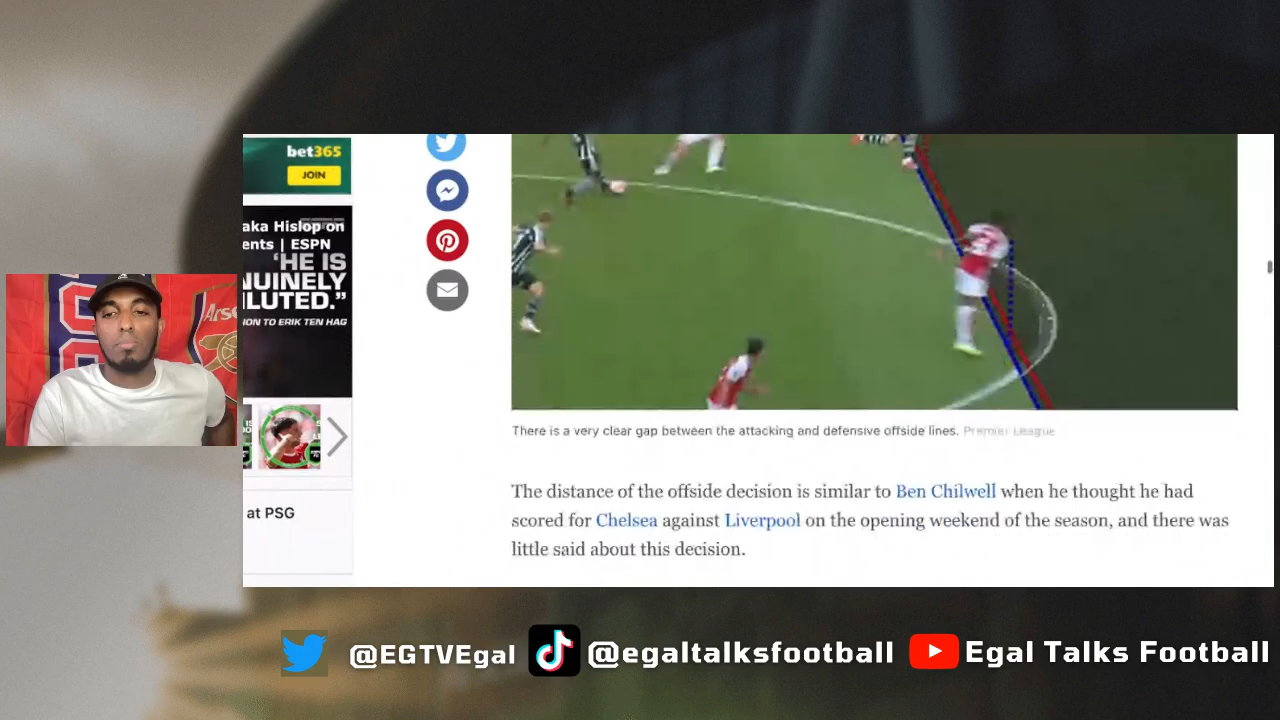 bet365
JOIN
aka Hislop on
ents | ESPN
'HE IS
NUINELY
LUTED."
ION TO ERIK TEN HAG
at PSG
Arse
There is a very clear gap between the attacking and defensive offside lines. Premier League
The distance of the offside decision is similar to Ben Chilwell when he thought he had
scored for Chelsea against Liverpool on the opening weekend of the season, and there was
little said about this decision.
@EGTVEgal
@egaltalksfootball
Egal Talks Football